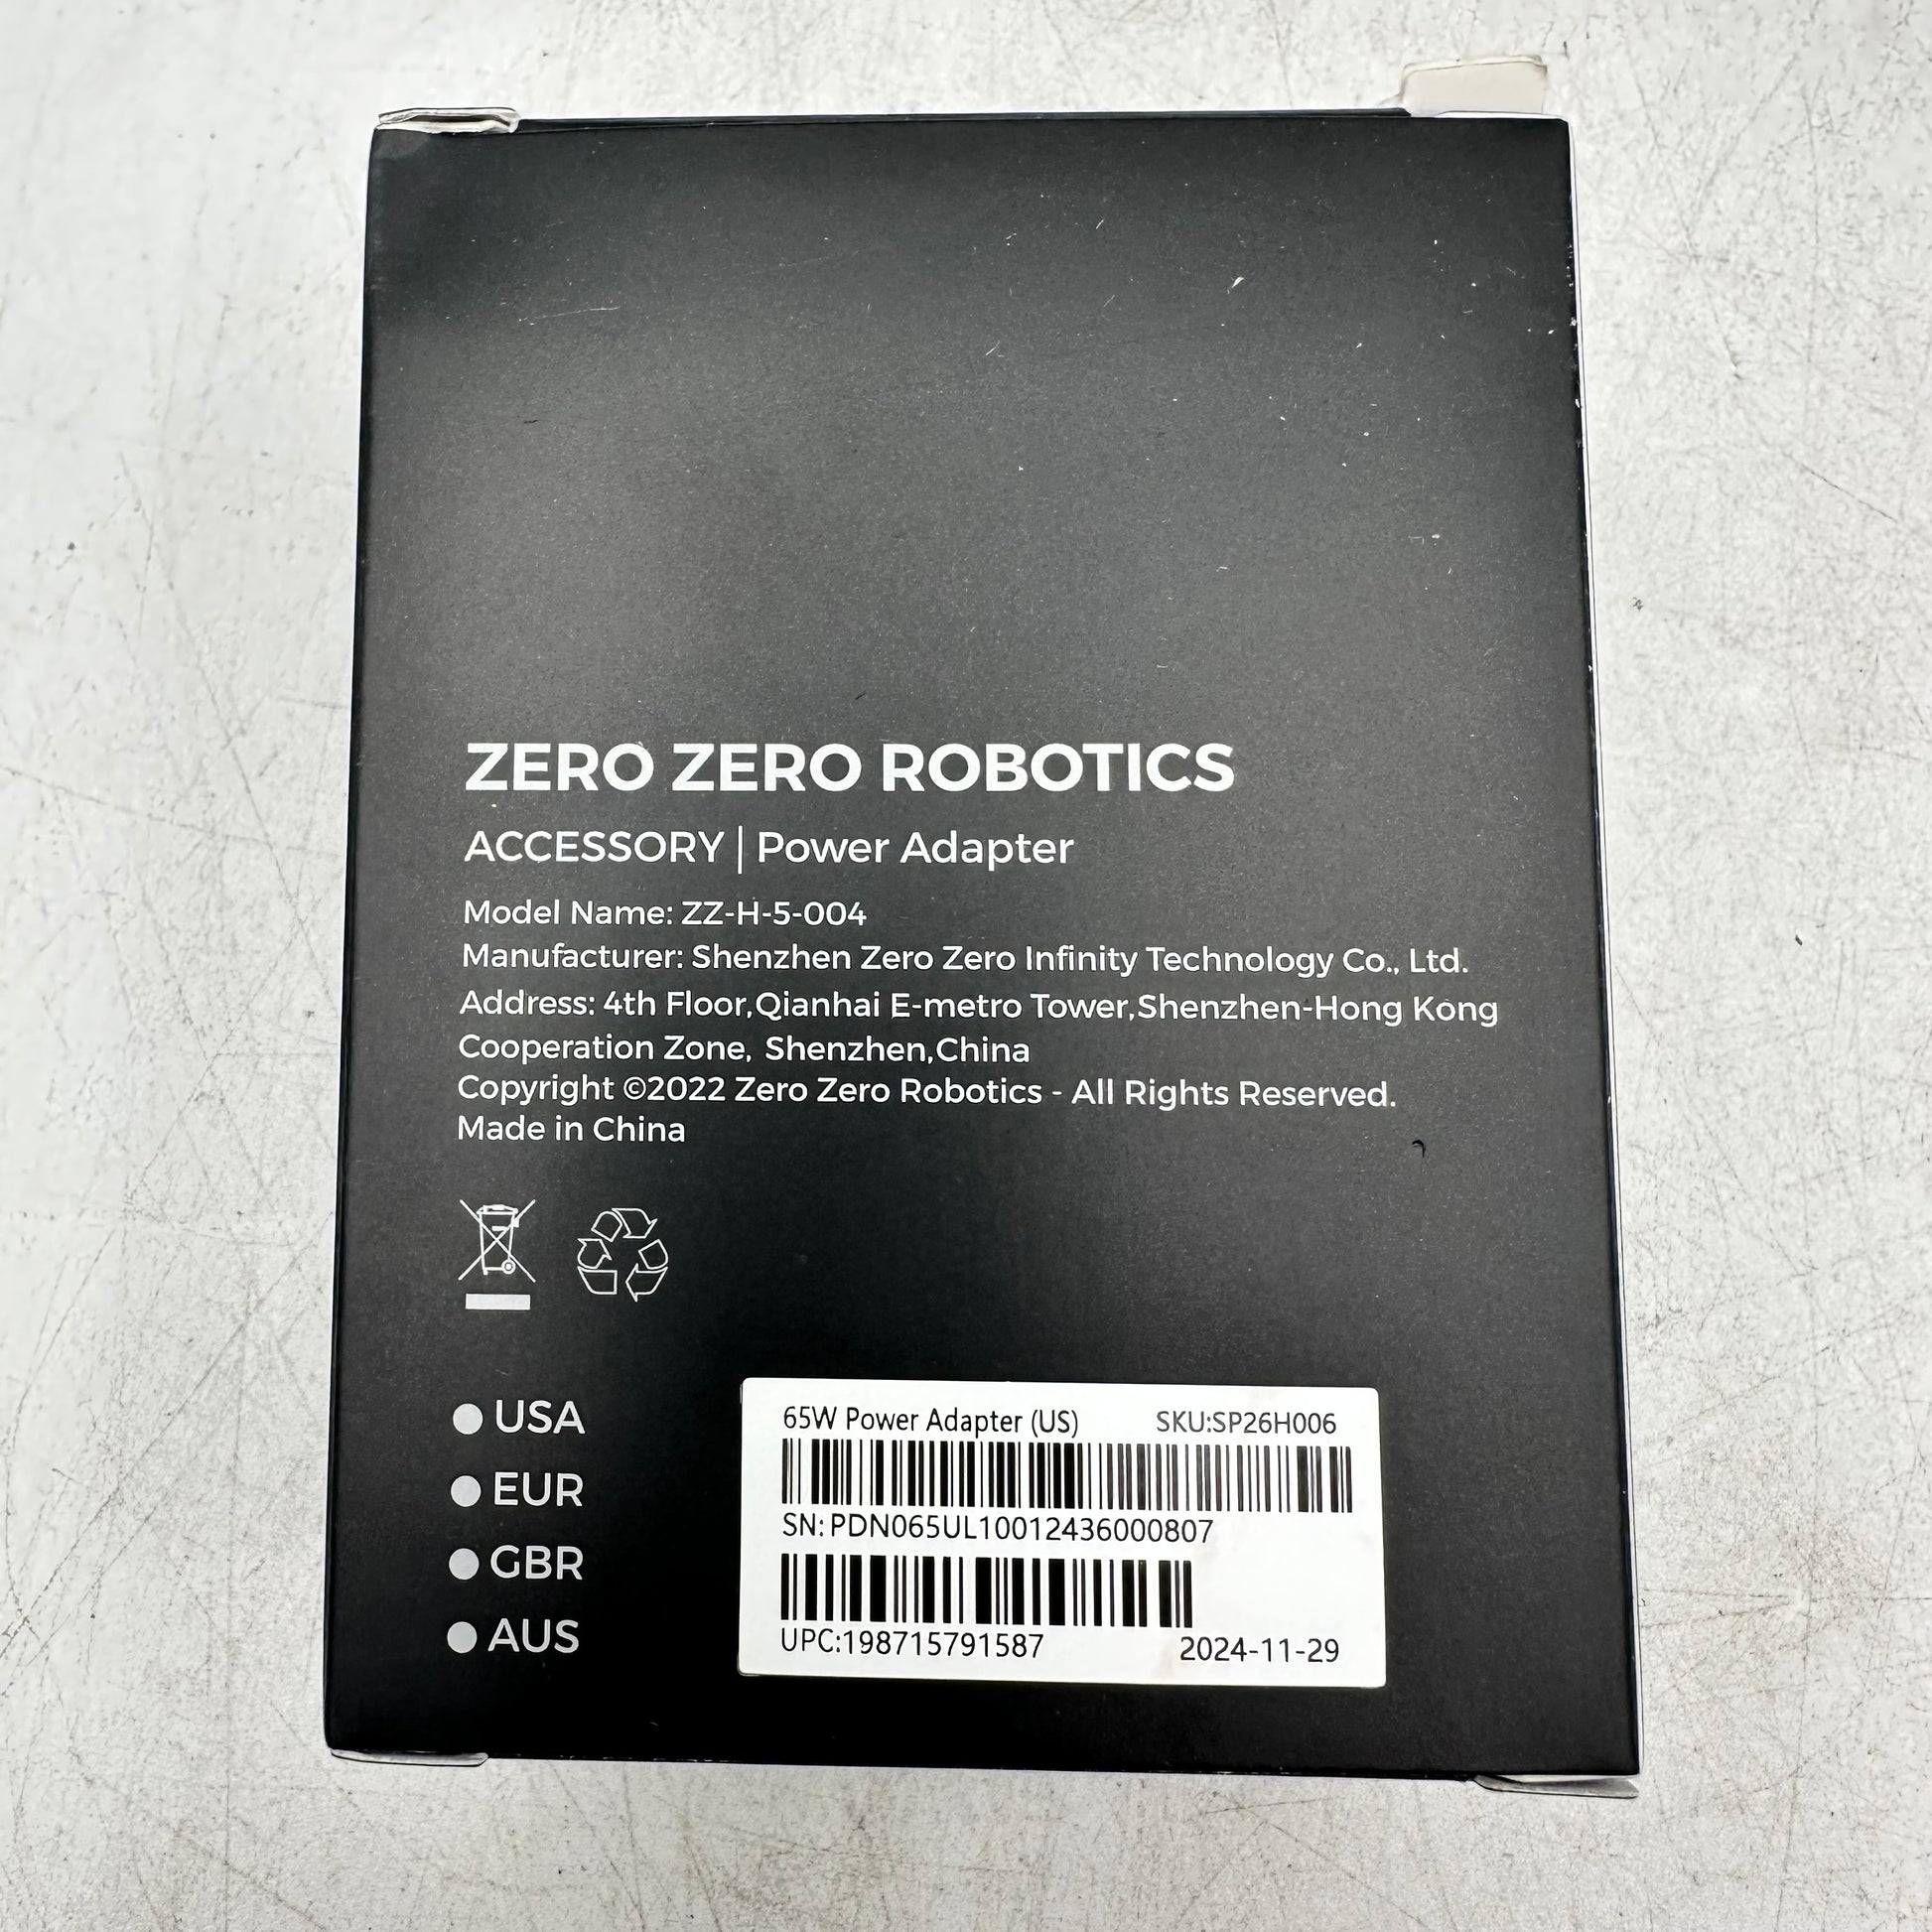 ZERO ZERO ROBOTICS
ACCESSORY | Power Adapter
Model Name: ZZ-H-5-004
Manufacturer: Shenzhen Zero Zero Infinity Technology Co., Ltd.
Address: 4th Floor,Qianhai E-metro Tower,Shenzhen-Hong Kong
Cooperation Zone, Shenzhen,China
Copyright ©2022 Zero Zero Robotics - All Rights Reserved.
Made in China
USA
EUR
GBR
AUS
65W Power Adapter (US) SKU:SP26H006
SN:PDN065UL10012436000807
UPC:198715791587 2024-11-29